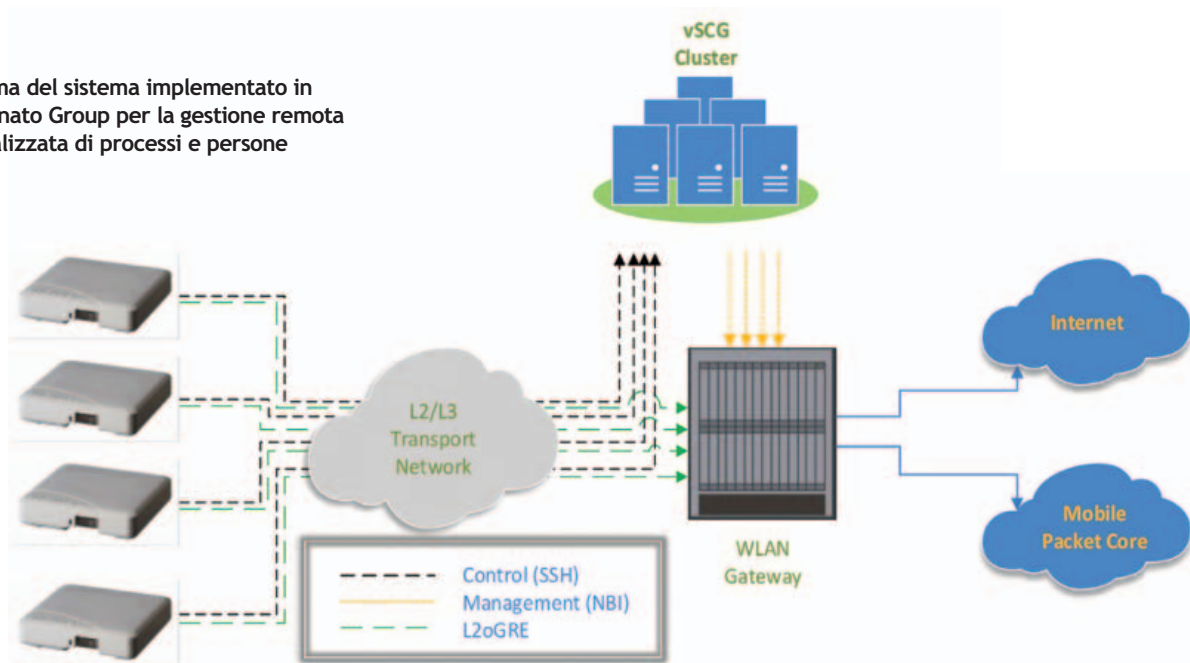 vSCG
Cluster
ma del sistema implementato in
nato Group per la gestione remota
alizzata di processi e persone
L2/L3
Transport
Network
Internet
Mobile
Packet Core
WLAN
Gateway
Control (SSH)
Management (NBI)
L2oGRE